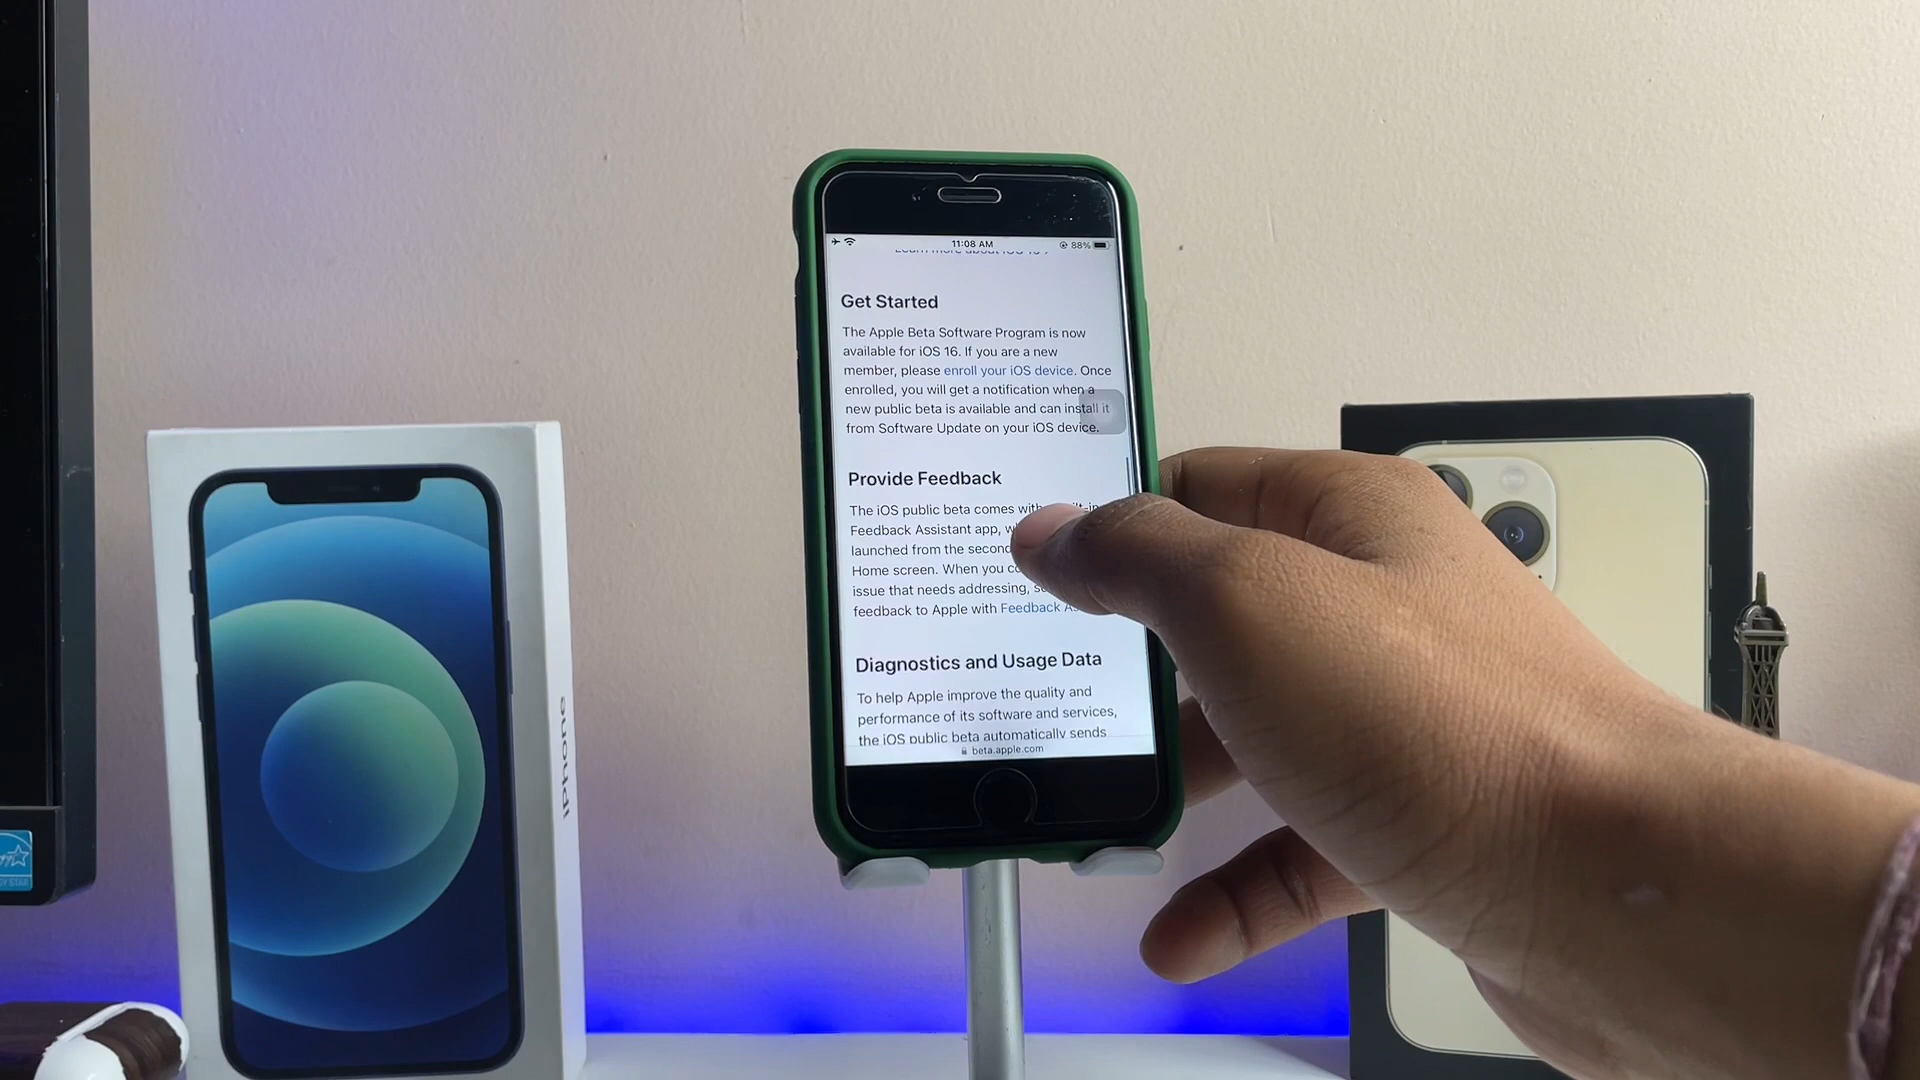 11:08 AM
88%
Learn more about iOS 16 >
Get Started
The Apple Beta Software Program is now
available for iOS 16. If you are a new
member, please enroll your iOS device. Once
enrolled, you will get a notification when a
new public beta is available and can install it
from Software Update on your iOS device.
Provide Feedback
The iOS public beta comes with
Feedback Assistant app,
launched from the second
Home screen. When you
issue that needs addressing,
feedback to Apple with Feedback
Diagnostics and Usage Data
To help Apple improve the quality and
performance of its software and services,
the iOS public beta automatically sends
beta.apple.com
iPhone